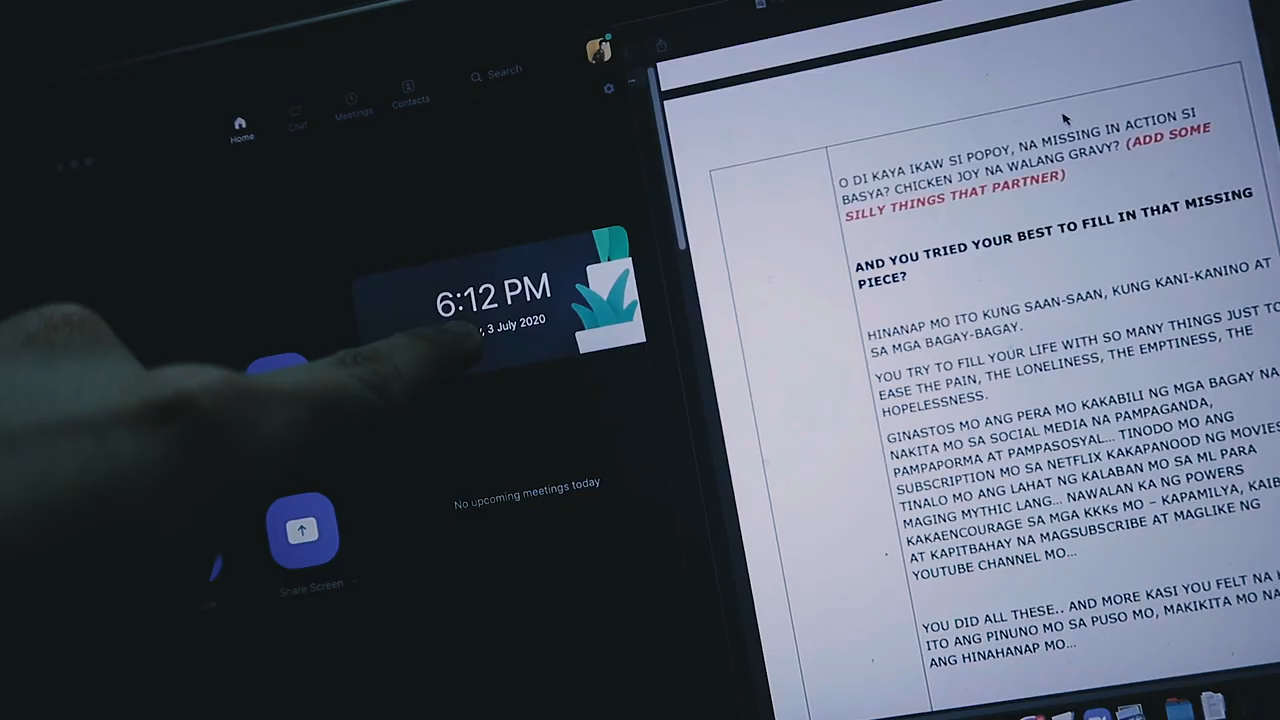 Home
Chat
Meetings
Contacts
Search
6:12 PM
, 3 July 2020
No upcoming meetings today
Share Screen
O DI KAYA IKAW SI POPOY, NA MISSING IN ACTION SI
BASYA? CHICKEN JOY NA WALANG GRAVY? (ADD SOME
SILLY THINGS THAT PARTNER)
AND YOU TRIED YOUR BEST TO FILL IN THAT MISSING
PIECE?
HINANAP MO ITO KUNG SAAN-SAAN, KUNG KANI-KANINO AT
SA MGA BAGAY-BAGAY.
YOU TRY TO FILL YOUR LIFE WITH SO MANY THINGS JUST TO
EASE THE PAIN, THE LONELINESS, THE EMPTINESS, THE
HOPELESSNESS.
GINASTOS MO ANG PERA MO KAKABILI NG MGA BAGAY NA
NAKITA MO SA SOCIAL MEDIA NA PAMPAGANDA,
PAMPAPORMA AT PAMPASOSYAL... TINODO MO ANG
SUBSCRIPTION MO SA NETFLIX KAKAPANOOD NG MOVIES
TINALO MO ANG LAHAT NG KALABAN MO SA ML PARA
MAGING MYTHIC LANG... NAWALAN KA NG POWERS
KAKAENCOURAGE SA MGA KKKs MO – KAPAMILYA, KAIB
AT KAPITBAHAY NA MAGSUBSCRIBE AT MAGLIKE NG
YOUTUBE CHANNEL MO...
YOU DID ALL THESE.. AND MORE KASI YOU FELT NA
ITO ANG PINUNO MO SA PUSO MO, MAKIKITA MO NA
ANG HINAHANAP MO...